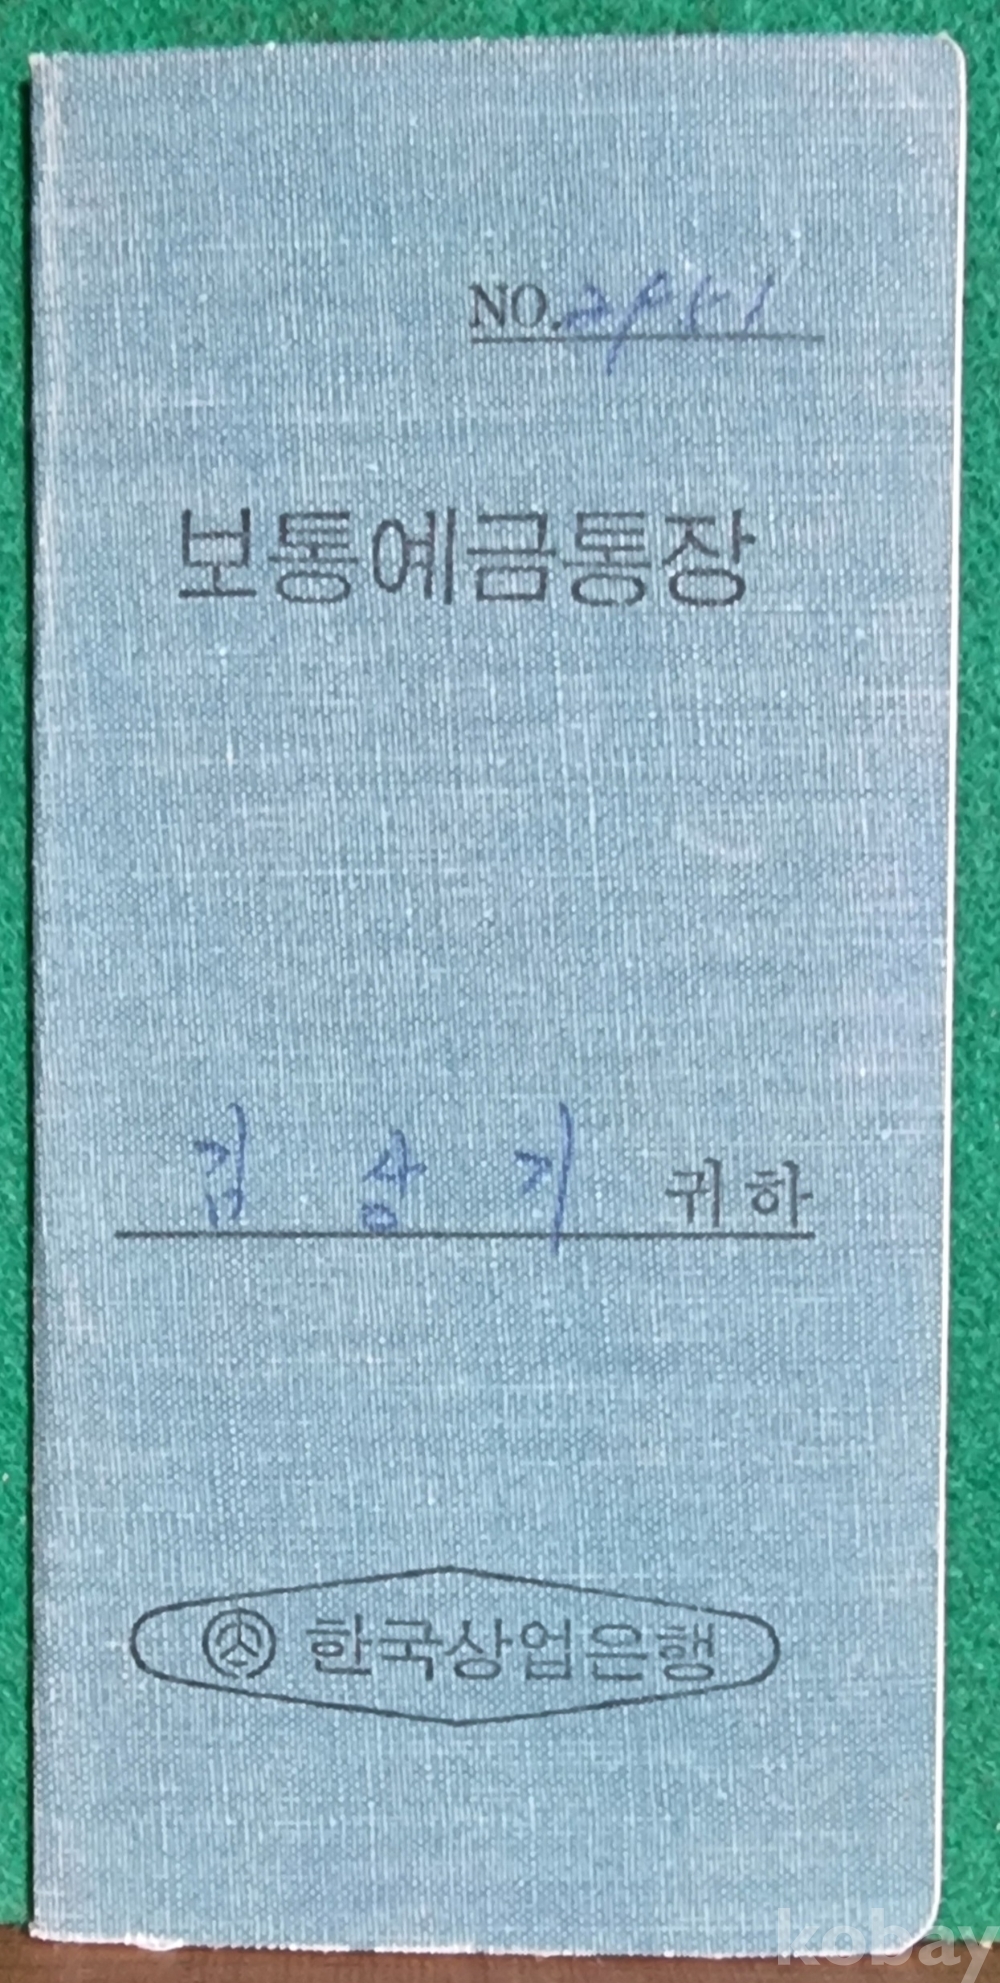 NO.
보통예금통장
김상기 귀하
한국상업은행
kobay